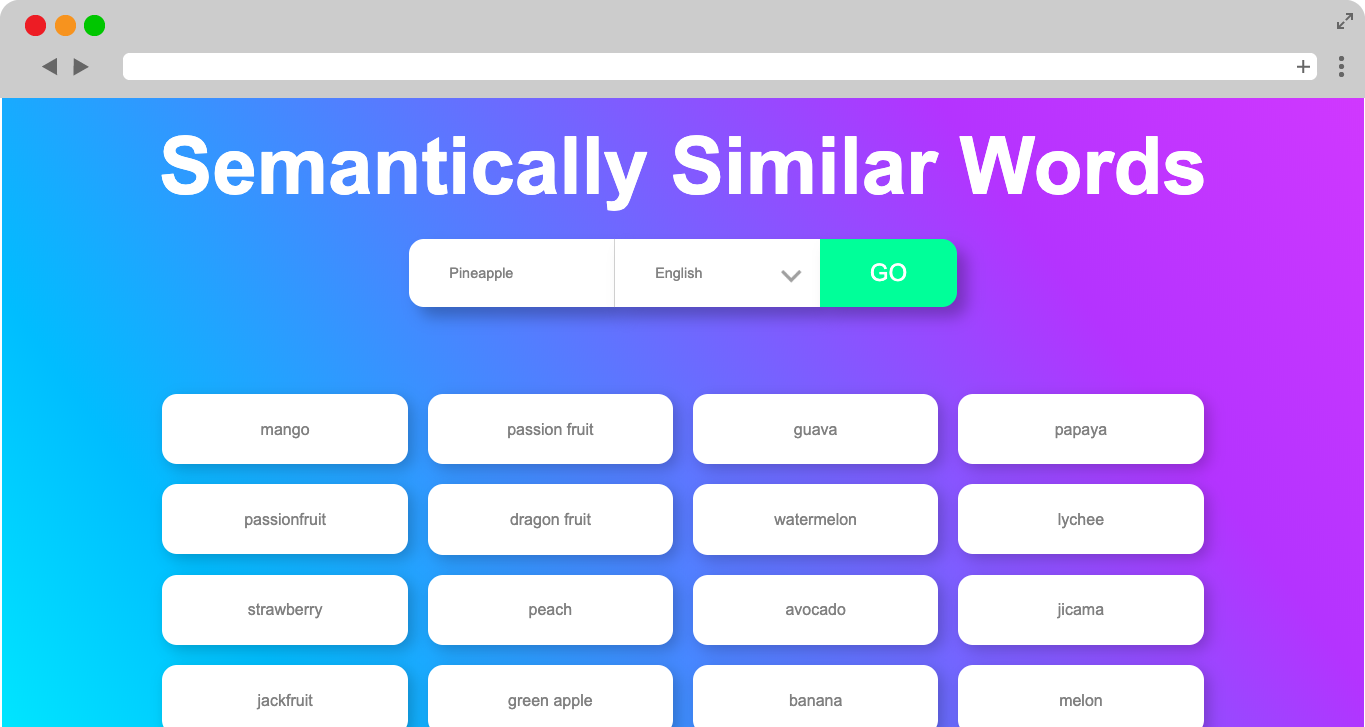 Semantically Similar Words
Pineapple English GO
mango passion fruit guava papaya
passionfruit dragon fruit watermelon lychee
strawberry peach avocado jicama
jackfruit green apple banana melon